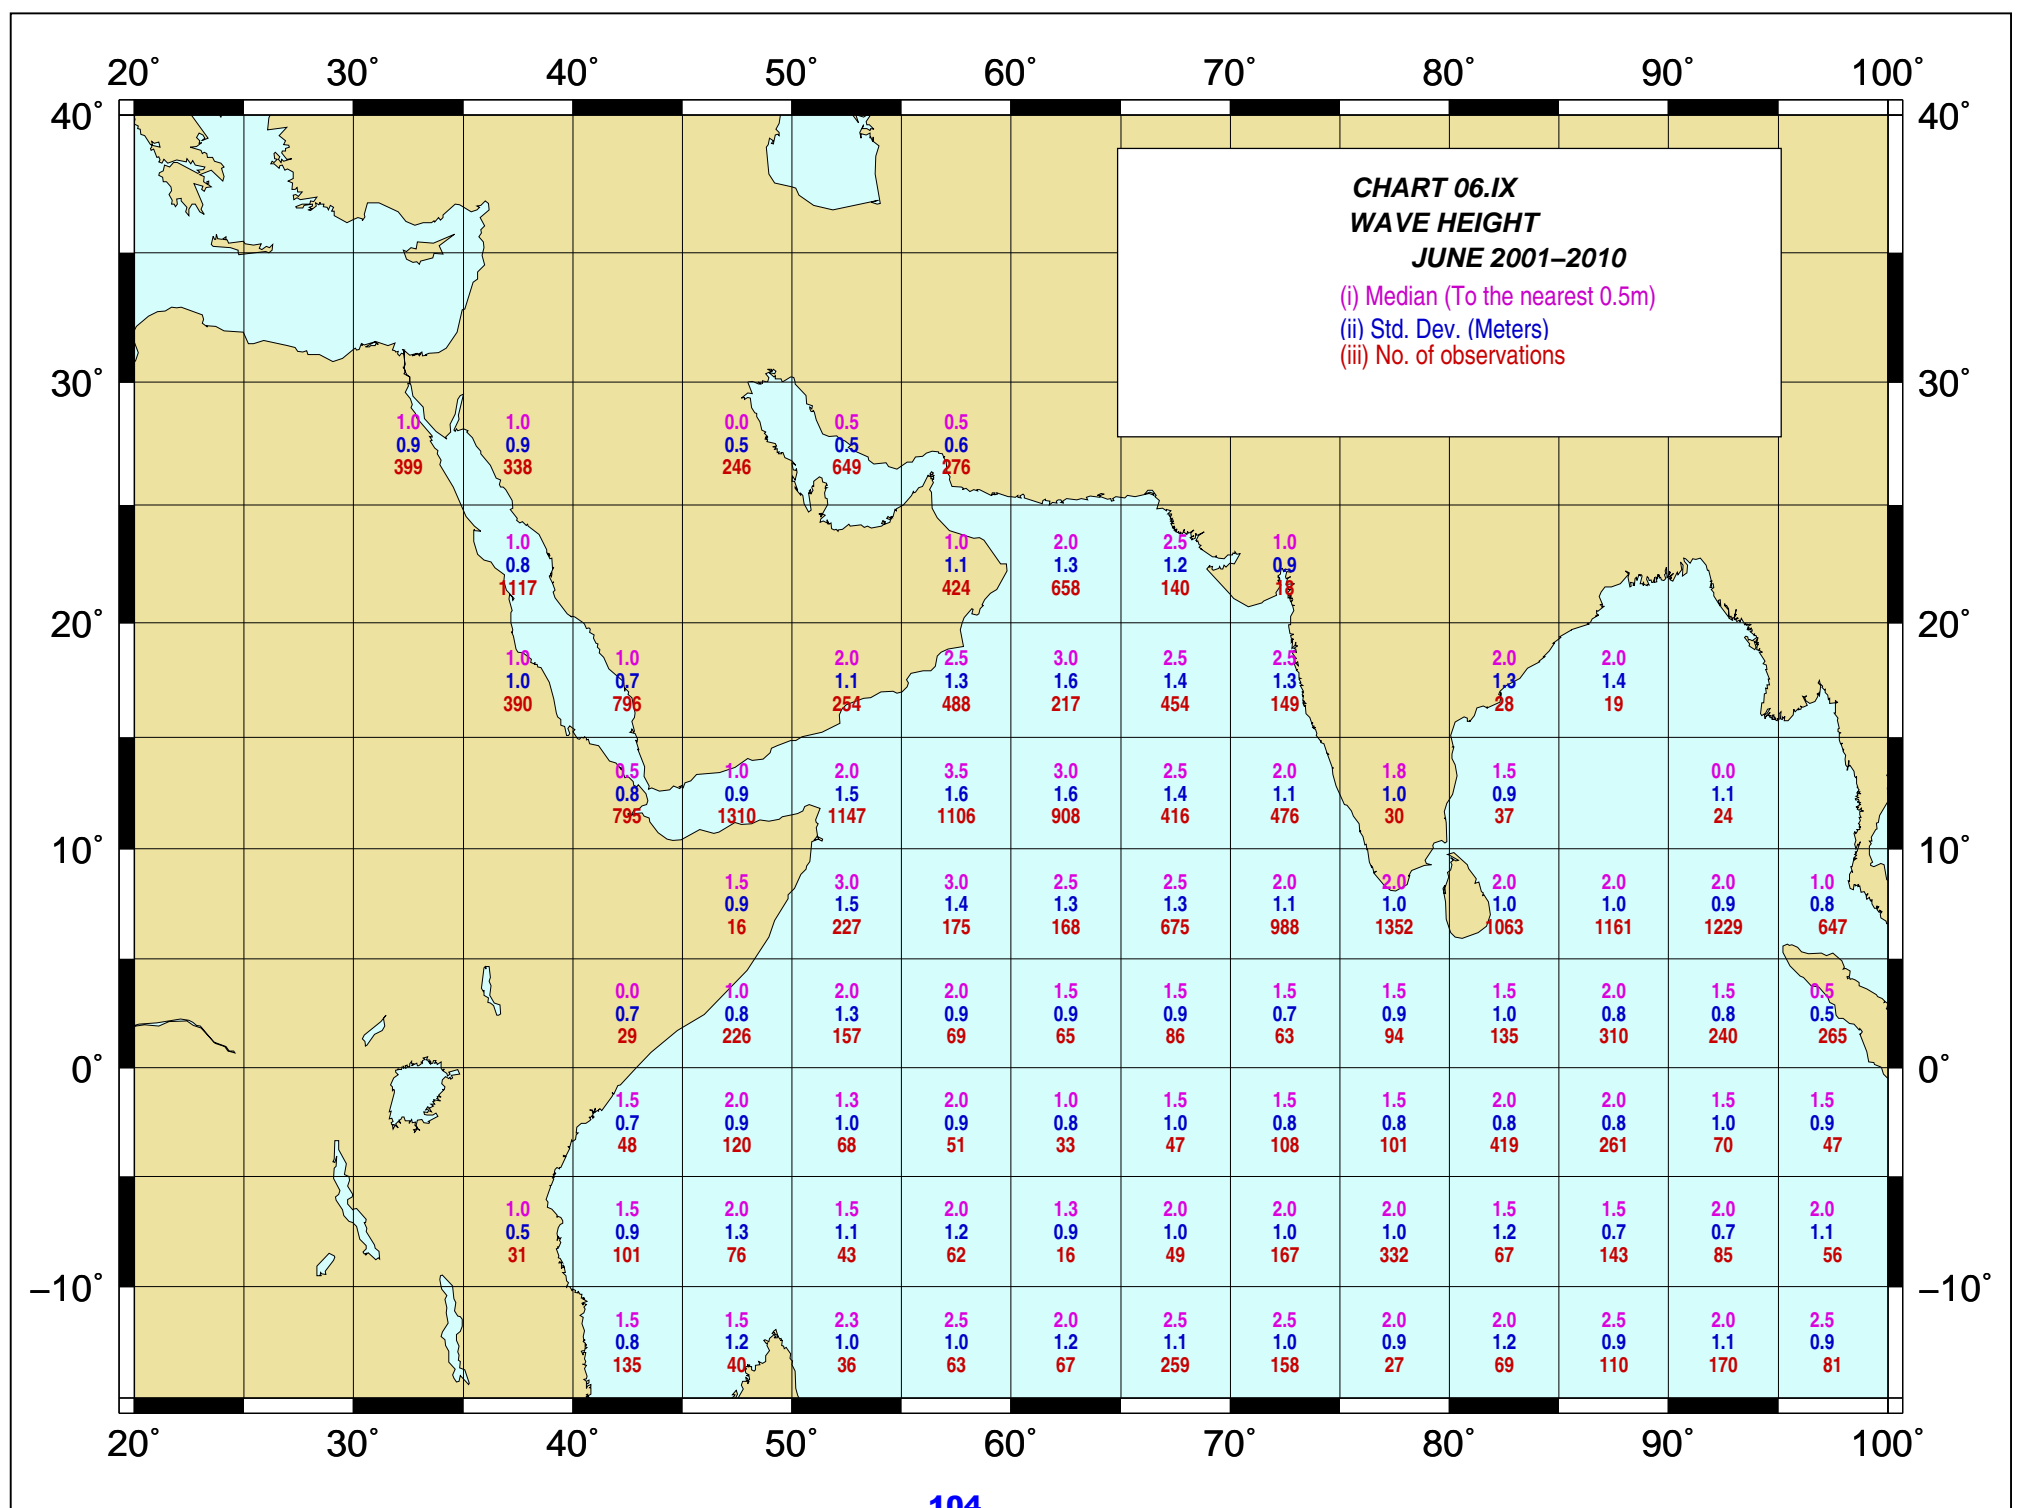 20° 30° 40° 50° 60° 70° 80° 90° 100°
40° 40°
CHART 06.IX
WAVE HEIGHT
JUNE 2001–2010
(i) Median (To the nearest 0.5m)
(ii) Std. Dev. (Meters)
(iii) No. of observations
30° 30°
1.0 1.0 0.0 0.5 0.5
0.9 0.9 0.5 0.5 0.6
399 338 246 649 276
1.0 1.0 2.0 2.5 1.0
0.8 1.1 1.3 1.2 0.9
1117 424 658 140 18
20° 20°
1.0 1.0 2.0 2.5 3.0 2.5 2.5 2.0 2.0
1.0 0.7 1.1 1.3 1.6 1.4 1.3 1.3 1.4
390 796 254 488 217 454 149 28 19
0.5 1.0 2.0 3.5 3.0 2.5 2.0 1.8 1.5 0.0
0.8 0.9 1.5 1.6 1.6 1.4 1.1 1.0 0.9 1.1
795 1310 1147 1106 908 416 476 30 37 24
10° 10°
1.5 3.0 3.0 2.5 2.5 2.0 2.0 2.0 2.0 2.0 1.0
0.9 1.5 1.4 1.3 1.3 1.1 1.0 1.0 1.0 0.9 0.8
16 227 175 168 675 988 1352 1063 1161 1229 647
0.0 1.0 2.0 2.0 1.5 1.5 1.5 1.5 1.5 2.0 1.5 0.5
0.7 0.8 1.3 0.9 0.9 0.9 0.7 0.9 1.0 0.8 0.8 0.5
29 226 157 69 65 86 63 94 135 310 240 265
0° 0°
1.5 2.0 1.3 2.0 1.0 1.5 1.5 1.5 2.0 2.0 1.5 1.5
0.7 0.9 1.0 0.9 0.8 1.0 0.8 0.8 0.8 0.8 1.0 0.9
48 120 68 51 33 47 108 101 419 261 70 47
1.0 1.5 2.0 1.5 2.0 1.3 2.0 2.0 2.0 1.5 1.5 2.0 2.0
0.5 0.9 1.3 1.1 1.2 0.9 1.0 1.0 1.0 1.2 0.7 0.7 1.1
31 101 76 43 62 16 49 167 332 67 143 85 56
–10° –10°
1.5 1.5 2.3 2.5 2.0 2.5 2.5 2.0 2.0 2.5 2.0 2.5
0.8 1.2 1.0 1.0 1.2 1.1 1.0 0.9 1.2 0.9 1.1 0.9
135 40 36 63 67 259 158 27 69 110 170 81
20° 30° 40° 50° 60° 70° 80° 90° 100°
104